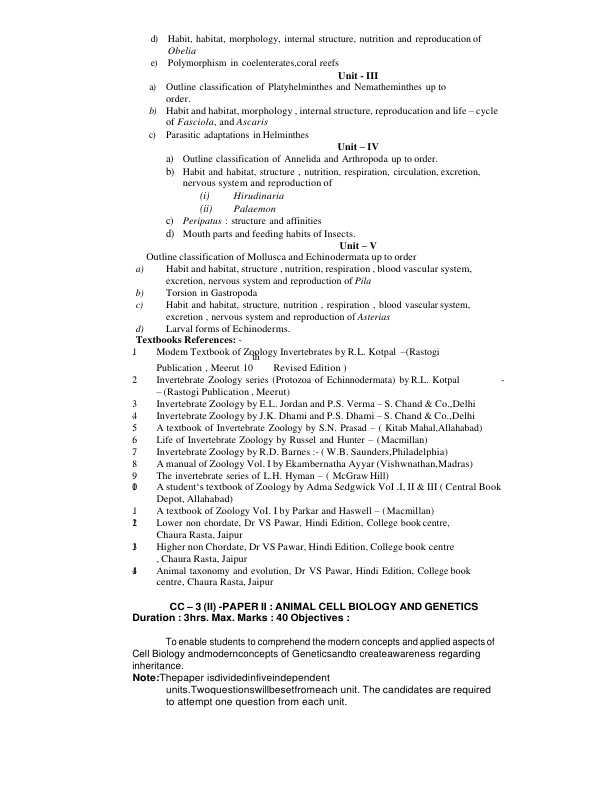 d) Habit, habitat, morphology, internal structure, nutrition and reproduction of
Obelia
e) Polymorphism in coelenterates,coral reefs
Unit - III
a) Outline classification of Platyhelminthes and Nemathelminthes up to
order.
b) Habit and habitat, morphology , internal structure, reproducation and life – cycle
of Fasciola, and Ascaris
c) Parasitic adaptations in Helminthes
Unit – IV
a) Outline classification of Annelida and Arthropoda up to order.
b) Habit and habitat, structure , nutrition, respiration, circulation, excretion,
nervous system and reproduction of
(i) Hirudinaria
(ii) Palaemon
c) Peripatus : structure and affinities
d) Mouth parts and feeding habits of Insects.
Unit – V
Outline classification of Mollusca and Echinodermata up to order
a) Habit and habitat, structure , nutrition, respiration , blood vascular system,
excretion, nervous system and reproduction of Pila
b) Torsion in Gastropoda
c) Habit and habitat, structure, nutrition , respiration , blood vascular system,
excretion , nervous system and reproduction of Asterias
d) Larval forms of Echinoderms.
Textbooks References: -
1 Modem Textbook of Zoology Invertebrates by R.L. Kotpal –(Rastogi
th
Publication , Meerut 10 Revised Edition )
2 Invertebrate Zoology series (Protozoa of Echinnodermata) by R.L. Kotpal -
– (Rastogi Publication , Meerut)
3 Invertebrate Zoology by E.L. Jordan and P.S. Verma – S. Chand & Co.,Delhi
4 Invertebrate Zoology by J.K. Dhami and P.S. Dhami – S. Chand & Co.,Delhi
5 A textbook of Invertebrate Zoology by S.N. Prasad – ( Kitab Mahal,Allahabad)
6 Life of Invertebrate Zoology by Russel and Hunter – (Macmillan)
7 Invertebrate Zoology by R.D. Barnes :- ( W.B. Saunders,Philadelphia)
8 A manual of Zoology Vol. I by Ekambernatha Ayyar (Vishwnathan,Madras)
9 The invertebrate series of L.H. Hyman – ( McGraw Hill)
A student's textbook of Zoology by Adma Sedgwick VoI .I, II & III ( Central Book
Depot, Allahabad)
1 A textbook of Zoology VoI. I by Parkar and Haswell – (Macmillan)
Lower non chordate, Dr VS Pawar, Hindi Edition, College book centre,
Chaura Rasta, Jaipur
Higher non Chordate, Dr VS Pawar, Hindi Edition, College book centre
, Chaura Rasta, Jaipur
Animal taxonomy and evolution, Dr VS Pawar, Hindi Edition, College book
centre, Chaura Rasta, Jaipur
CC – 3 (II) -PAPER II : ANIMAL CELL BIOLOGY AND GENETICS
Duration : 3hrs. Max. Marks : 40 Objectives :
To enable students to comprehend the modern concepts and applied aspects of
Cell Biology andmodernconcepts of Geneticsandto createawareness regarding
inheritance.
Note:Thepaper isdividedinfiveindependent
units.Twoquestionswillbesetfromeach unit. The candidates are required
to attempt one question from each unit.